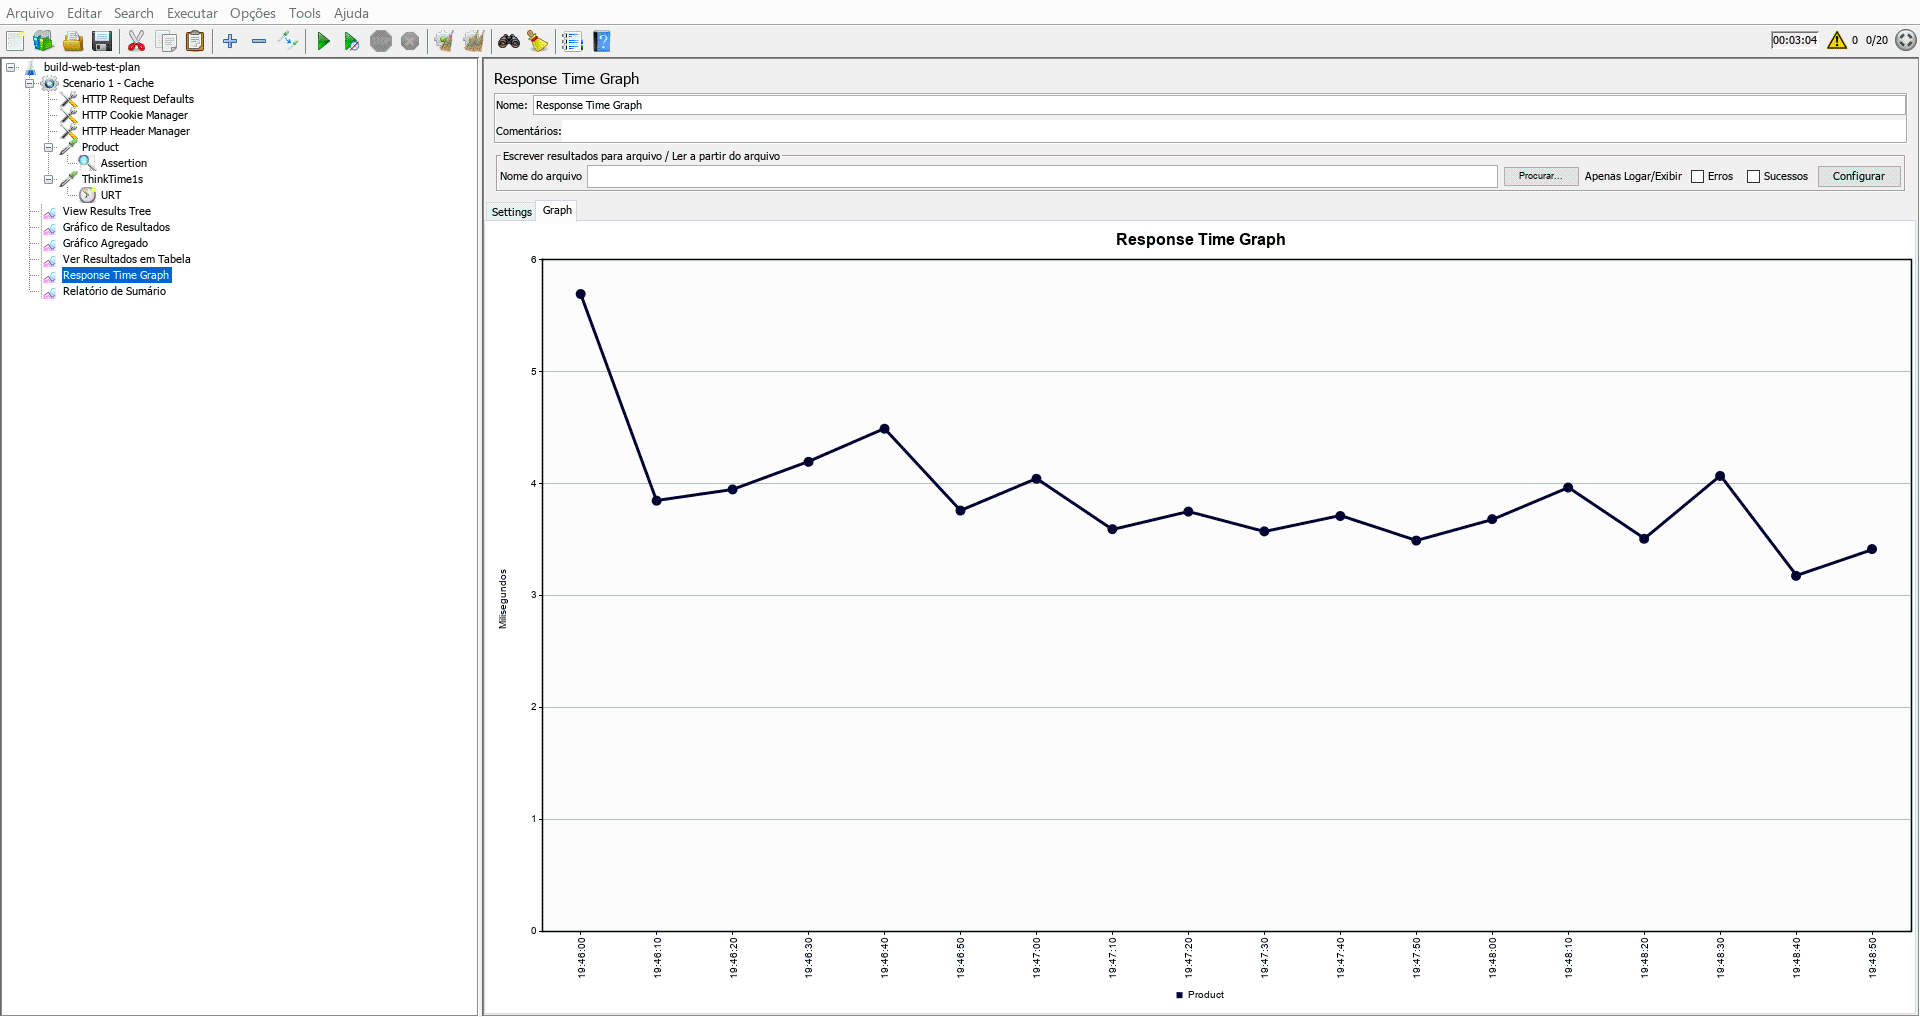 Arquivo Editar Search Executar Opções Tools Ajuda
00:03:04 0 0/20
build-web-test-plan
Scenario 1 - Cache
HTTP Request Defaults
HTTP Cookie Manager
HTTP Header Manager
Product
Assertion
ThinkTime1s
URT
View Results Tree
Gráfico de Resultados
Gráfico Agregado
Ver Resultados em Tabela
Response Time Graph
Relatório de Sumário
Response Time Graph
Nome: Response Time Graph
Comentários:
Escrever resultados para arquivo / Ler a partir do arquivo
Nome do arquivo Procurar... Apenas Logar/Exibir Erros Sucessos Configurar
Settings Graph
Response Time Graph
6
5
4
3
2
1
0
Milisegundos
19:46:00 19:46:10 19:46:20 19:46:30 19:46:40 19:46:50 19:47:00 19:47:10 19:47:20 19:47:30 19:47:40 19:47:50 19:48:00 19:48:10 19:48:20 19:48:30 19:48:40 19:48:50
Product